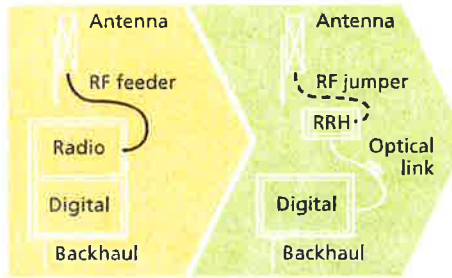 Antenna
RF feeder
Radio
Digital
Backhaul
Antenna
RF jumper
RRH
Optical
link
Digital
Backhaul